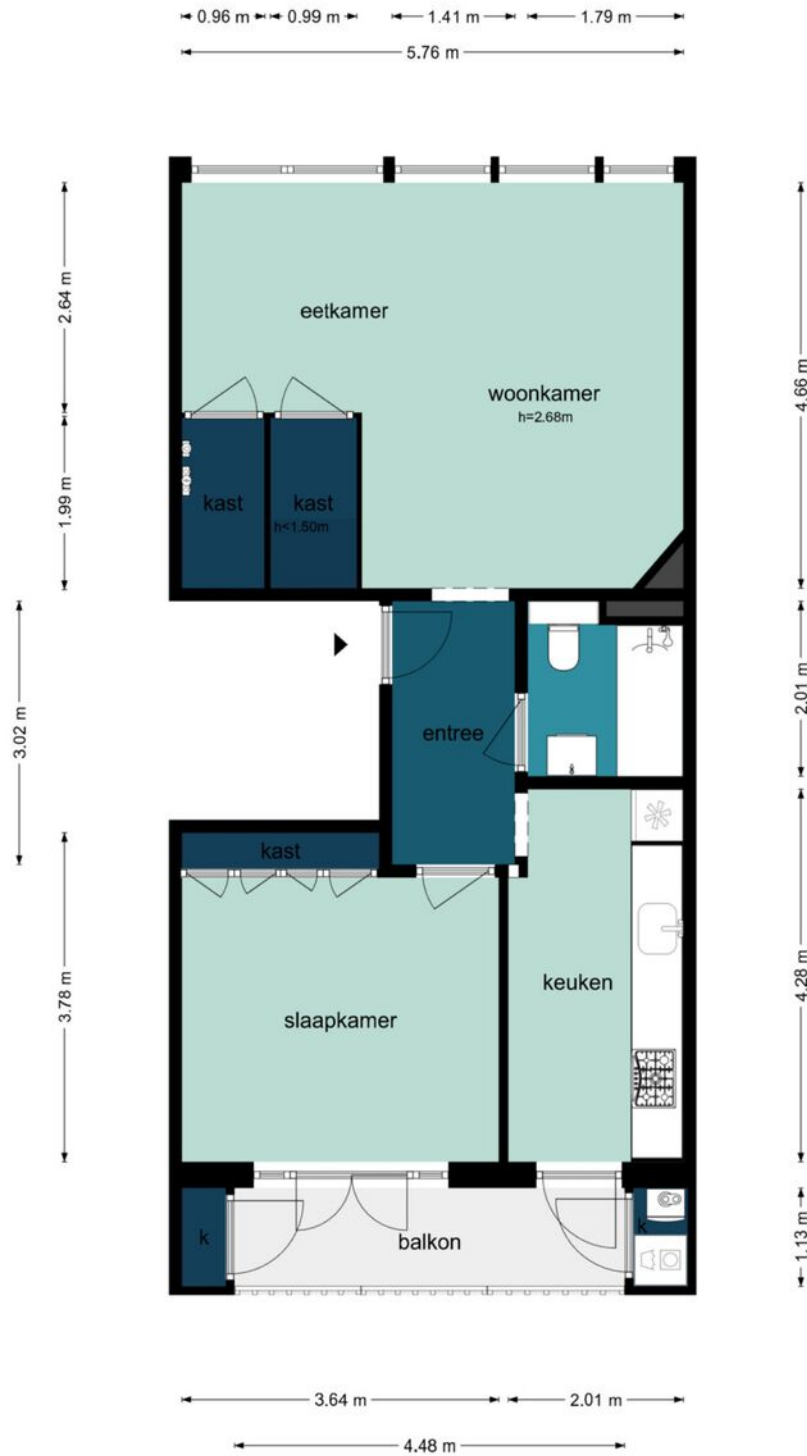 0.96 m
0.99 m
1.41 m
1.79 m
5.76 m
2.64 m
4.66 m
eetkamer
woonkamer
h=2.68m
1.99 m
kast
kast
h<1.50m
3.02 m
2.01 m
entree
kast
3.78 m
4.28 m
keuken
slaapkamer
k
balkon
k
1.13 m
3.64 m
2.01 m
4.48 m